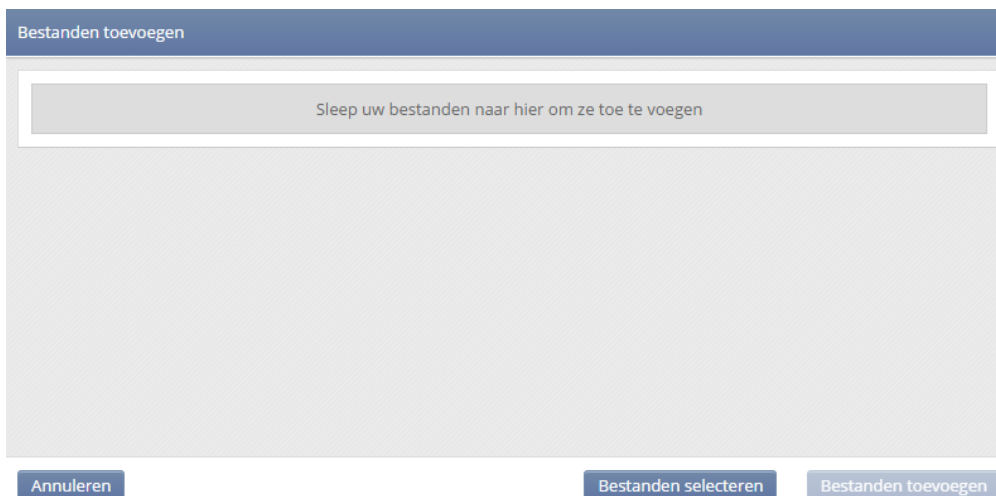 Bestanden toevoegen
Sleep uw bestanden naar hier om ze toe te voegen
Annuleren
Bestanden selecteren
Bestanden toevoegen